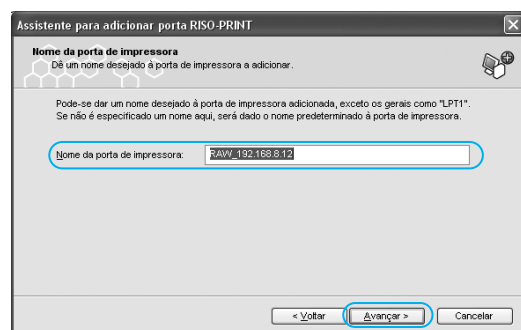 Assistente para adicionar porta RISO-PRINT
Nome da porta de impressora
Dê um nome desejado à porta de impressora a adicionar.
Pode-se dar um nome desejado à porta de impressora adicionada, exceto os gerais como "LPT1".
Se não é especificado um nome aqui, será dado o nome predeterminado à porta de impressora.
Nome da porta de impressora: RAW_192.168.8.12
< Voltar Avançar > Cancelar